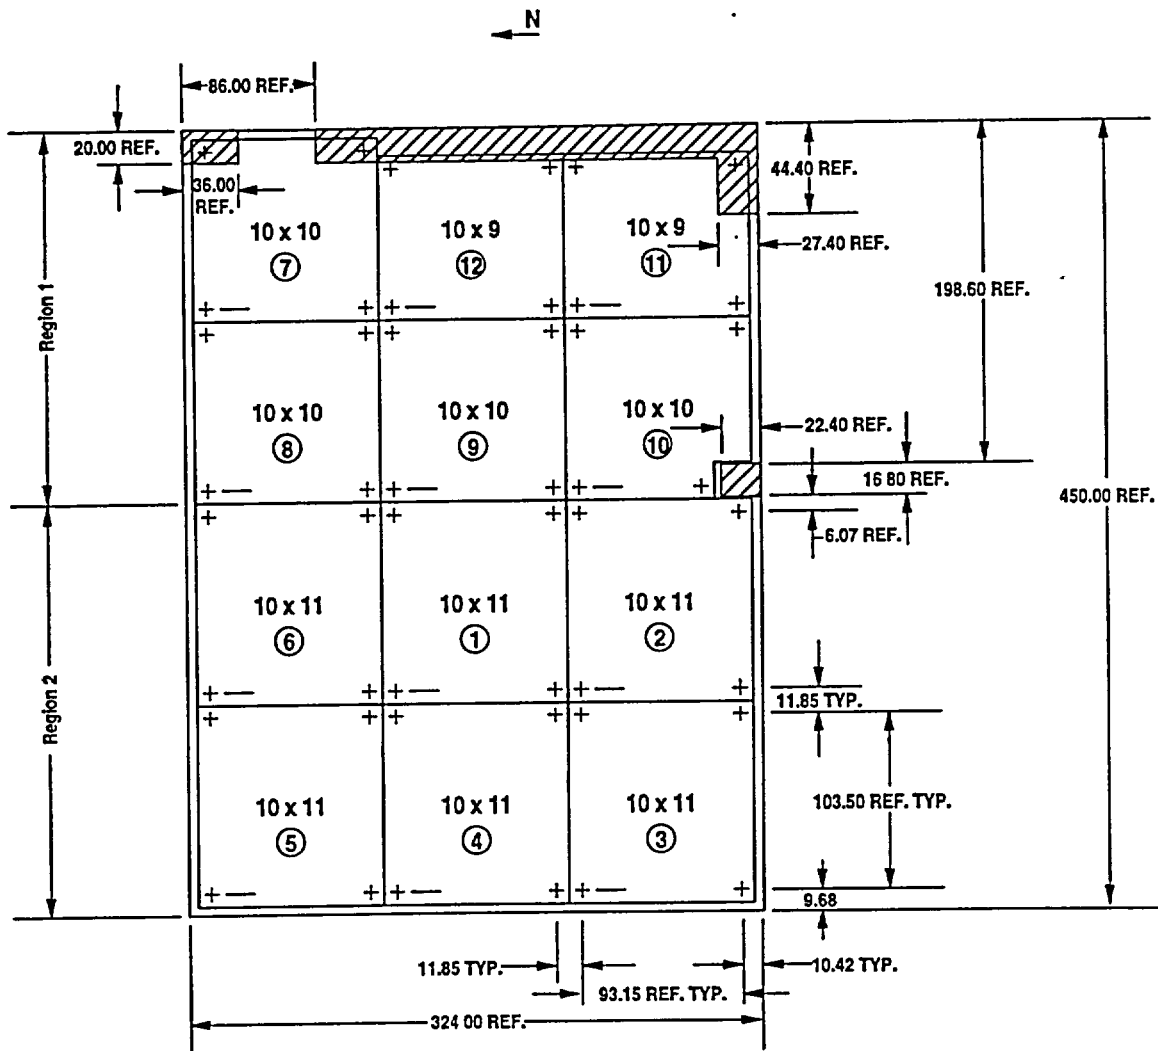 N
86.00 REF.
20.00 REF.
36.00
REF.
44.40 REF.
27.40 REF.
198.60 REF.
450.00 REF.
Region 1
10 x 10
7
10 x 9
12
10 x 9
11
10 x 10
8
10 x 10
9
10 x 10
10
22.40 REF.
16 80 REF.
6.07 REF.
Region 2
10 x 11
6
10 x 11
1
10 x 11
2
11.85 TYP.
103.50 REF. TYP.
10 x 11
5
10 x 11
4
10 x 11
3
9.68
11.85 TYP.
10.42 TYP.
93.15 REF. TYP.
324 00 REF.